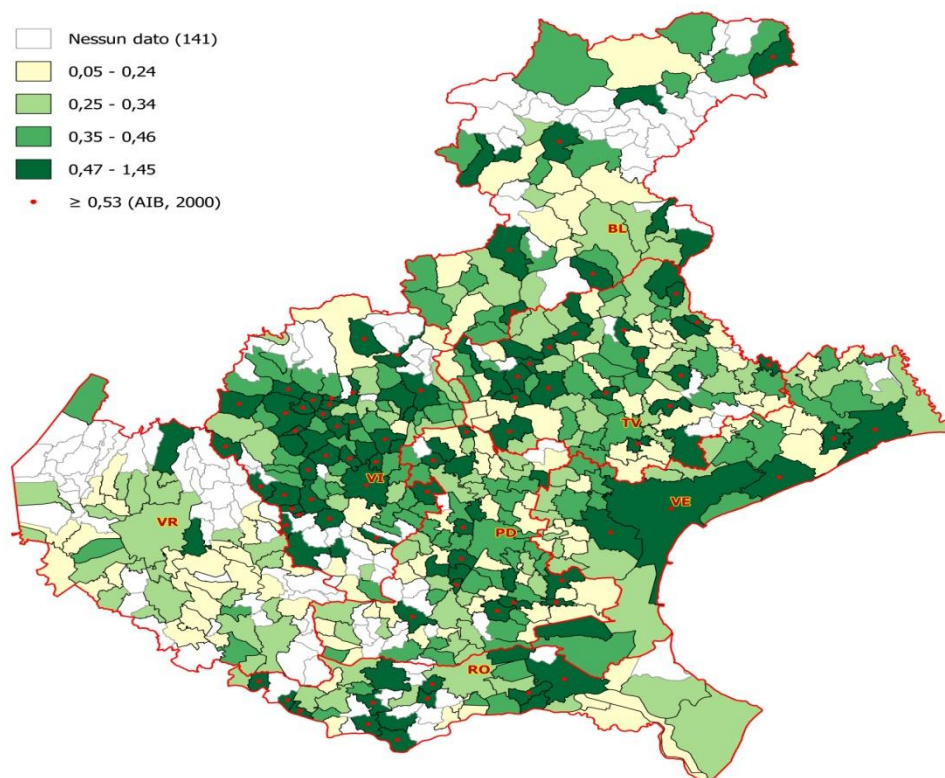 Nessun dato (141)
0,05 - 0,24
0,25 - 0,34
0,35 - 0,46
0,47 - 1,45
≥ 0,53 (AIB, 2000)
BL
TV
VI
VE
VR
PD
RO